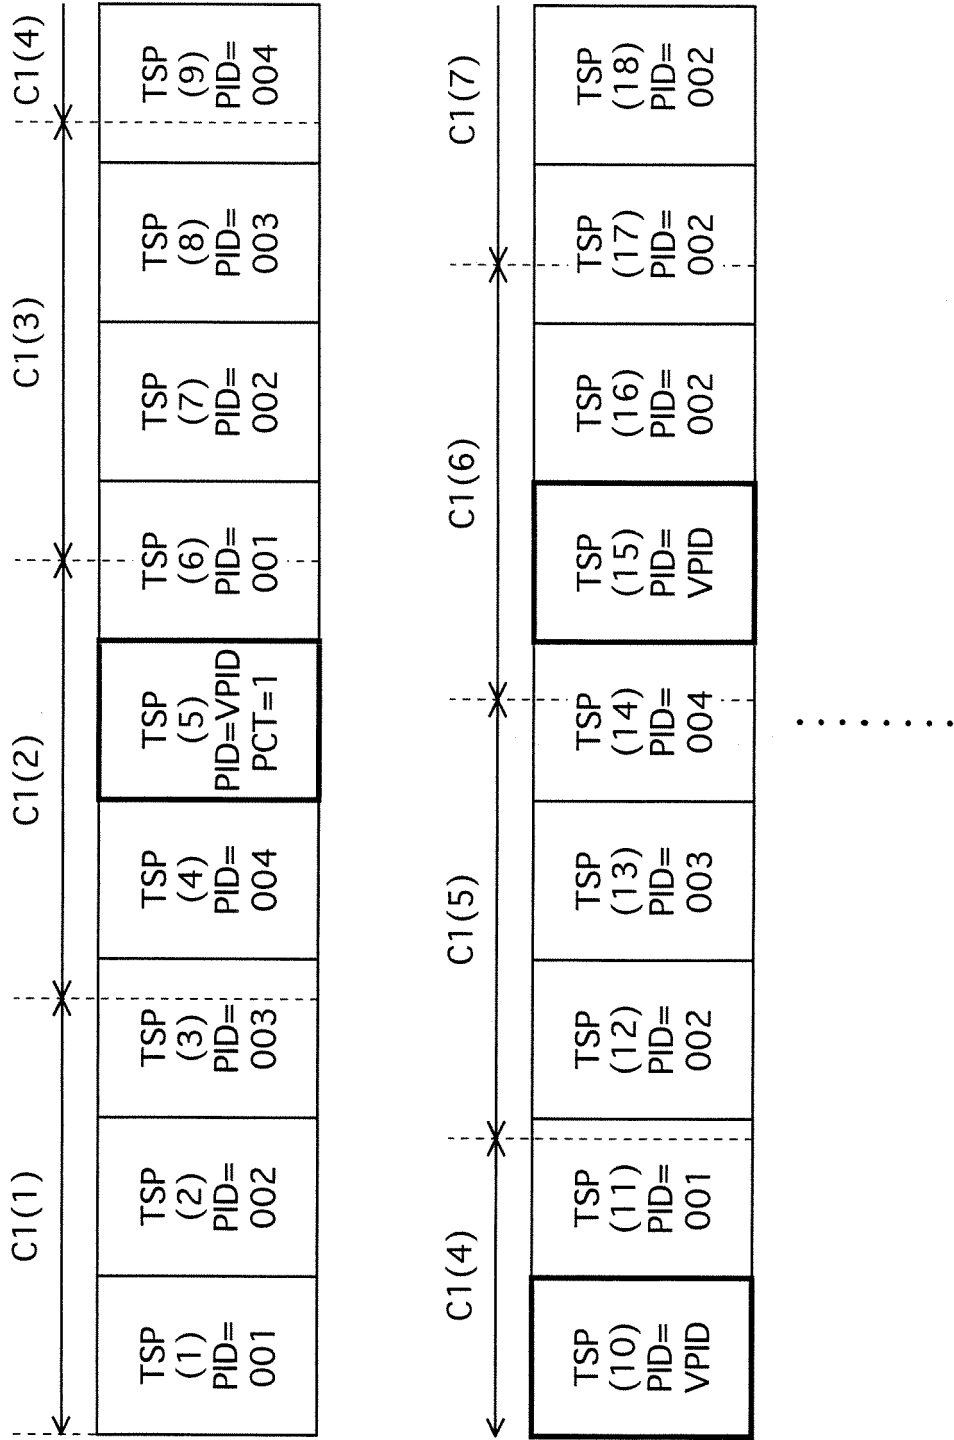 C1(1)
C1(2)
C1(3)
C1(4)
TSP
(1)
PID=
001
TSP
(2)
PID=
002
TSP
(3)
PID=
003
TSP
(4)
PID=
004
TSP
(5)
PID=VPID
PCT=1
TSP
(6)
PID=
001
TSP
(7)
PID=
002
TSP
(8)
PID=
003
TSP
(9)
PID=
004
C1(4)
C1(5)
C1(6)
C1(7)
TSP
(10)
PID=
VPID
TSP
(11)
PID=
001
TSP
(12)
PID=
002
TSP
(13)
PID=
003
TSP
(14)
PID=
004
TSP
(15)
PID=
VPID
TSP
(16)
PID=
002
TSP
(17)
PID=
002
TSP
(18)
PID=
002